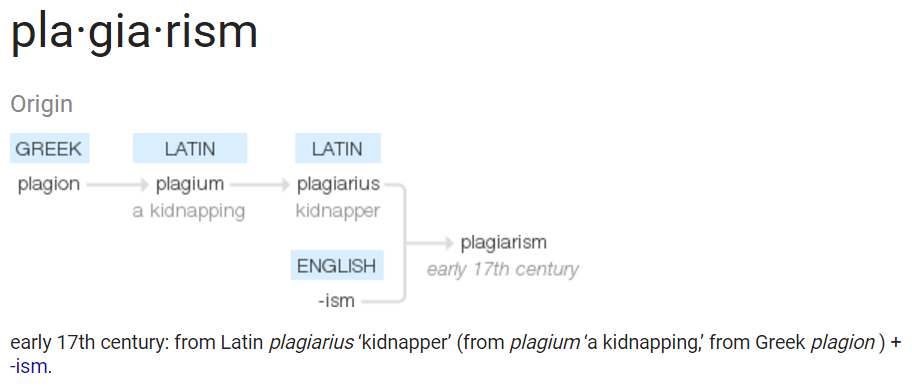 pla·gia·rism
Origin
GREEK LATIN LATIN
plagion plagium plagiarius
a kidnapping kidnapper
plagiarism
ENGLISH early 17th century
-ism
early 17th century: from Latin plagiarius ‘kidnapper’ (from plagium ‘a kidnapping,’ from Greek plagion ) +
-ism.